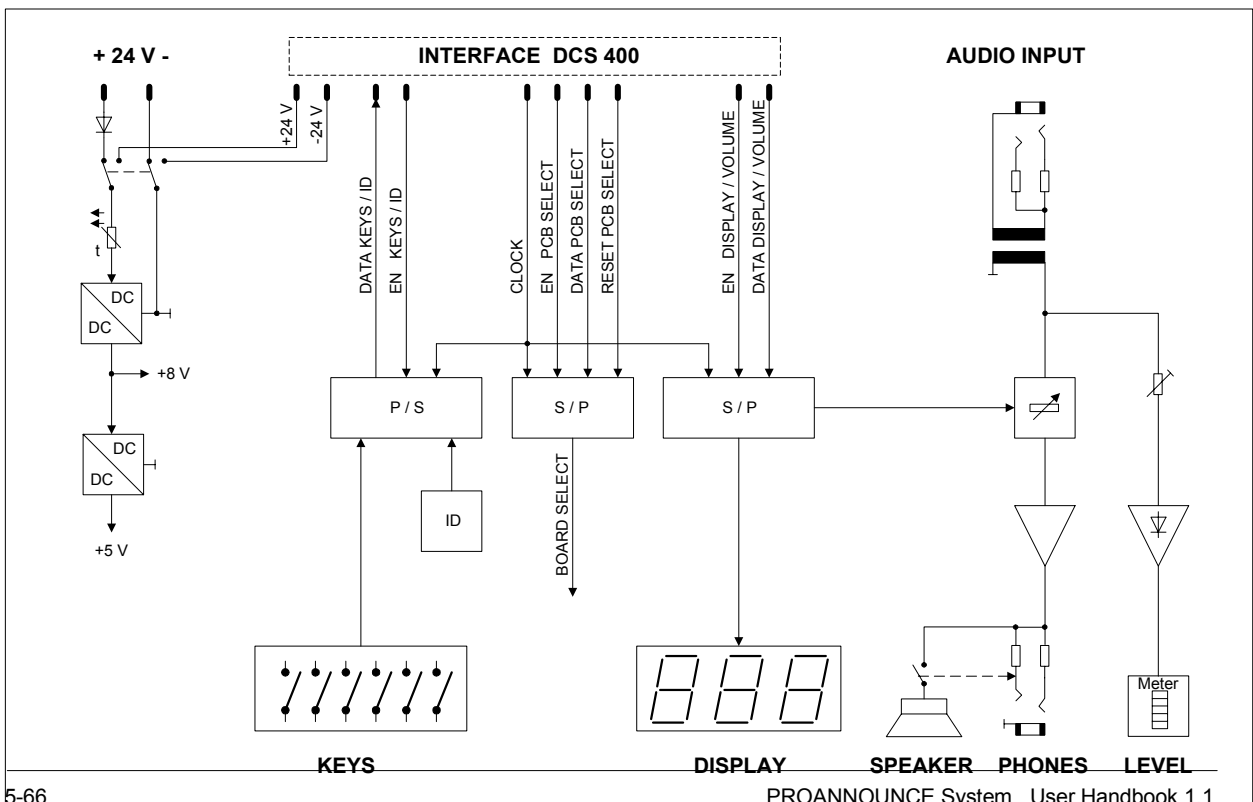 + 24 V -
INTERFACE DCS 400
AUDIO INPUT
+24 V
-24 V
DATA KEYS / ID
EN KEYS / ID
CLOCK
EN PCB SELECT
DATA PCB SELECT
RESET PCB SELECT
EN DISPLAY / VOLUME
DATA DISPLAY / VOLUME
t
DC
DC
+8 V
P / S
S / P
S / P
DC
DC
+5 V
ID
BOARD SELECT
888
Meter
KEYS
DISPLAY
SPEAKER
PHONES
LEVEL
5-66
PROANNOUNCE System User Handbook 1.1